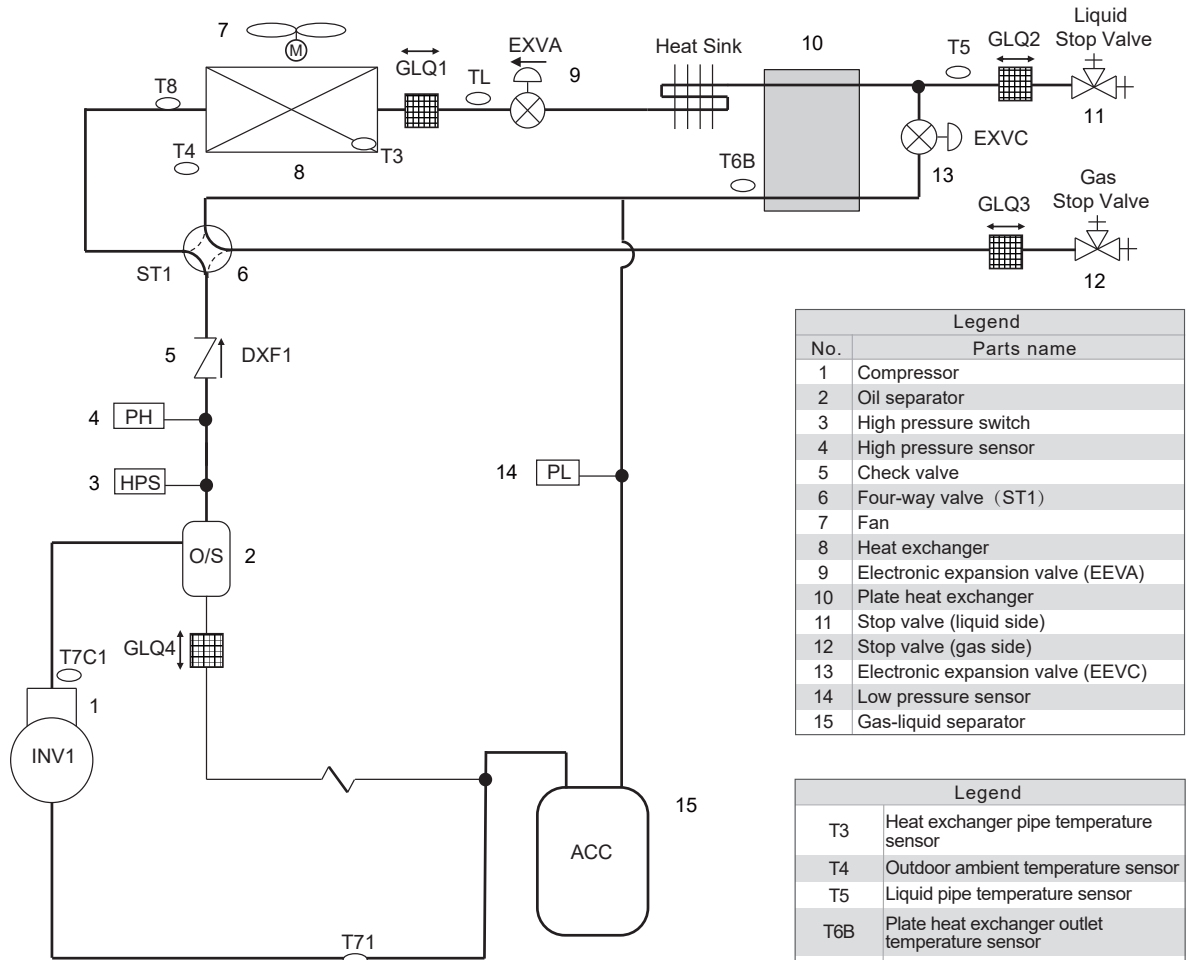 7
M
T8
T4
T3
8
GLQ1
TL
EXVA
9
Heat Sink
10
T5
GLQ2
Liquid
Stop Valve
11
EXVC
13
T6B
Gas
Stop Valve
GLQ3
12
ST1
6
5
DXF1
4
PH
3
HPS
14
PL
O/S
2
GLQ4
T7C1
1
INV1
15
ACC
T71
Legend
No. Parts name
1 Compressor
2 Oil separator
3 High pressure switch
4 High pressure sensor
5 Check valve
6 Four-way valve（ST1）
7 Fan
8 Heat exchanger
9 Electronic expansion valve (EEVA)
10 Plate heat exchanger
11 Stop valve (liquid side)
12 Stop valve (gas side)
13 Electronic expansion valve (EEVC)
14 Low pressure sensor
15 Gas-liquid separator
Legend
T3 Heat exchanger pipe temperature
sensor
T4 Outdoor ambient temperature sensor
T5 Liquid pipe temperature sensor
T6B Plate heat exchanger outlet
temperature sensor